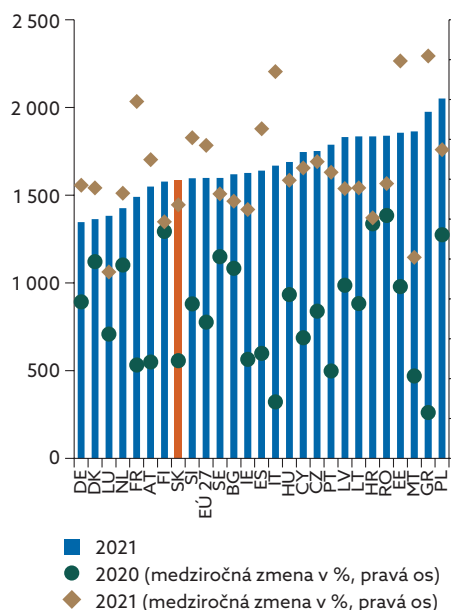 2 500
2 000
1 500
1 000
500
0
DE
DK
LU
NL
FR
AT
FI
SK
SI
EÚ 27
SE
BG
IE
ES
IT
HU
CY
CZ
PT
LV
LT
HR
RO
EE
MT
GR
PL
2021
2020 (medziročná zmena v %, pravá os)
2021 (medziročná zmena v %, pravá os)